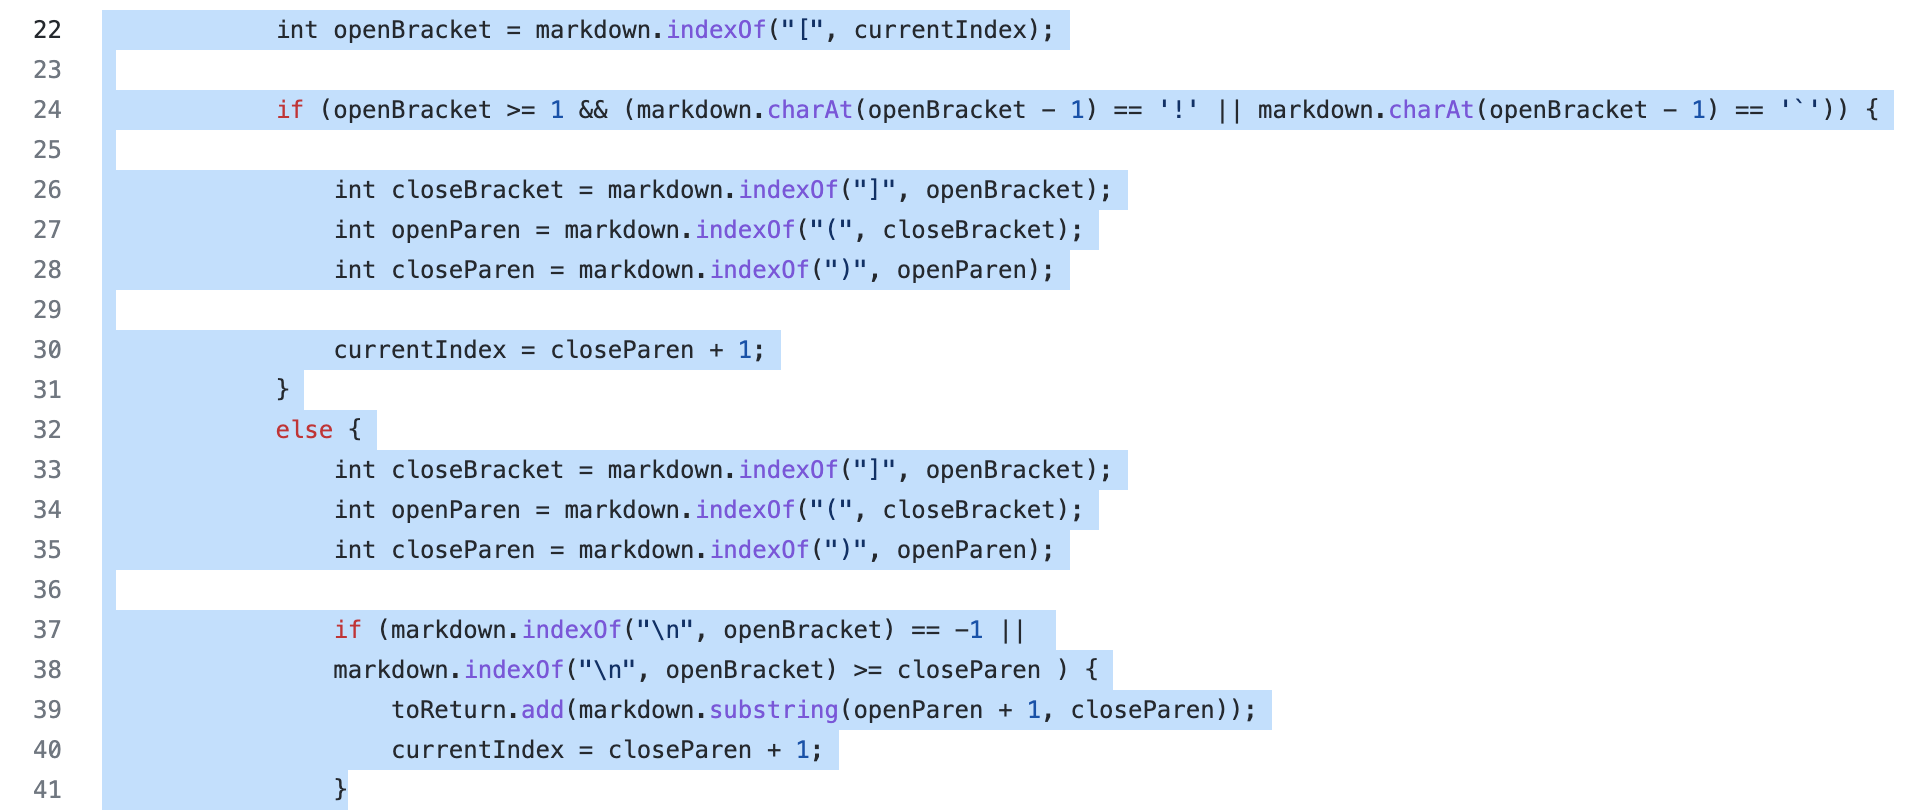 22 int openBracket = markdown.indexOf("[", currentIndex);
23
24 if (openBracket >= 1 && (markdown.charAt(openBracket - 1) == '!' || markdown.charAt(openBracket - 1) == '`')) {
25
26 int closeBracket = markdown.indexOf("]", openBracket);
27 int openParen = markdown.indexOf("(", closeBracket);
28 int closeParen = markdown.indexOf(")", openParen);
29
30 currentIndex = closeParen + 1;
31 }
32 else {
33 int closeBracket = markdown.indexOf("]", openBracket);
34 int openParen = markdown.indexOf("(", closeBracket);
35 int closeParen = markdown.indexOf(")", openParen);
36
37 if (markdown.indexOf("\n", openBracket) == -1 ||
38 markdown.indexOf("\n", openBracket) >= closeParen ) {
39 toReturn.add(markdown.substring(openParen + 1, closeParen));
40 currentIndex = closeParen + 1;
41 }